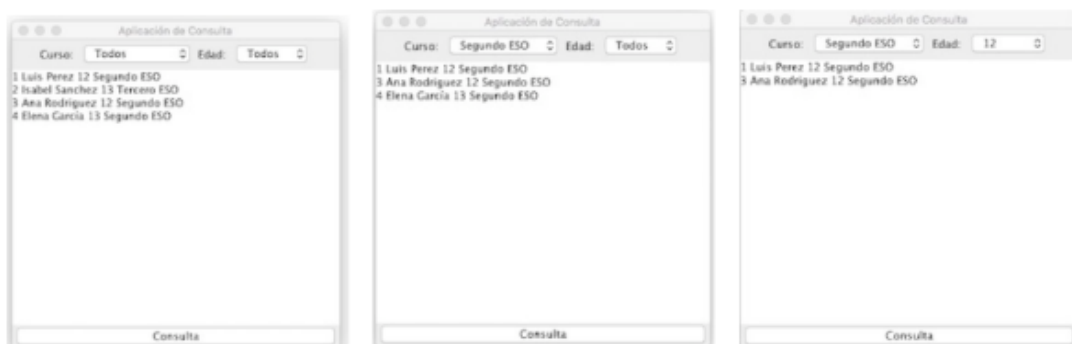 Aplicación de Consulta
Curso: Todos Edad: Todos
1 Luis Perez 12 Segundo ESO
2 Isabel Sanchez 13 Tercero ESO
3 Ana Rodriguez 12 Segundo ESO
4 Elena García 13 Segundo ESO
Consulta
Aplicación de Consulta
Curso: Segundo ESO Edad: Todos
1 Luis Perez 12 Segundo ESO
3 Ana Rodriguez 12 Segundo ESO
4 Elena García 13 Segundo ESO
Consulta
Aplicación de Consulta
Curso: Segundo ESO Edad: 12
1 Luis Perez 12 Segundo ESO
3 Ana Rodriguez 12 Segundo ESO
Consulta